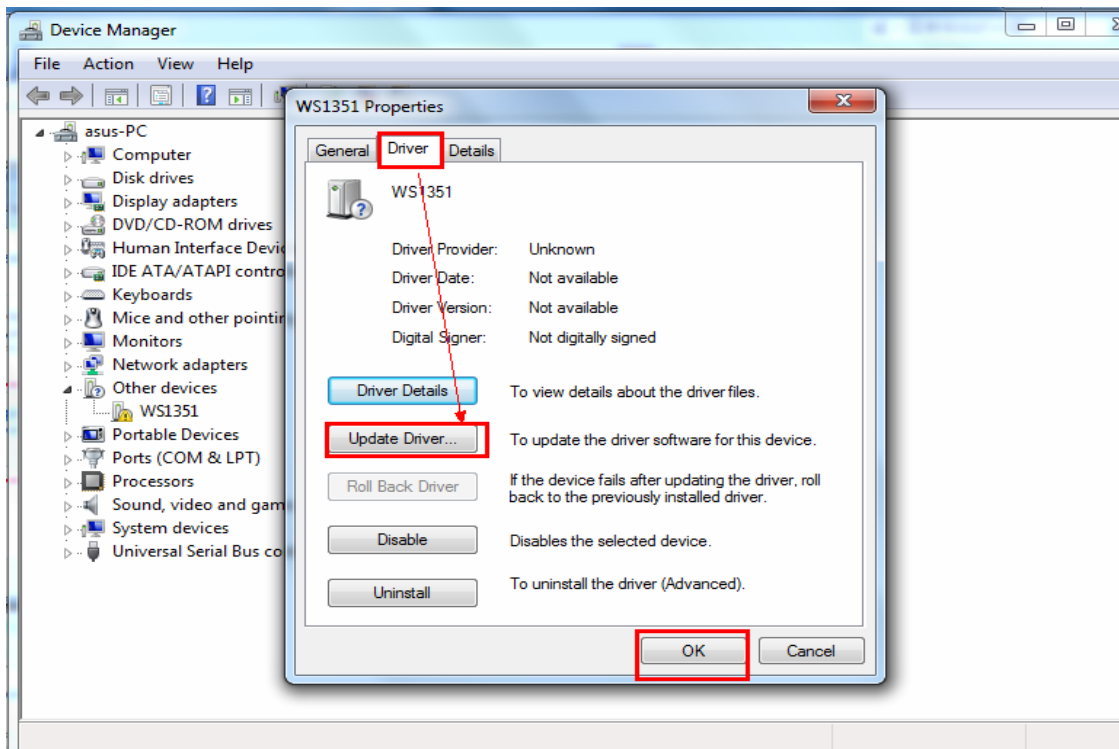 Device Manager
File Action View Help
asus-PC
Computer
Disk drives
Display adapters
DVD/CD-ROM drives
Human Interface Devi
IDE ATA/ATAPI contro
Keyboards
Mice and other pointin
Monitors
Network adapters
Other devices
WS1351
Portable Devices
Ports (COM & LPT)
Processors
Sound, video and gam
System devices
Universal Serial Bus co
WS1351 Properties
General Driver Details
WS1351
Driver Provider: Unknown
Driver Date: Not available
Driver Version: Not available
Digital Signer: Not digitally signed
Driver Details To view details about the driver files.
Update Driver... To update the driver software for this device.
Roll Back Driver If the device fails after updating the driver, roll
back to the previously installed driver.
Disable Disables the selected device.
Uninstall To uninstall the driver (Advanced).
OK Cancel